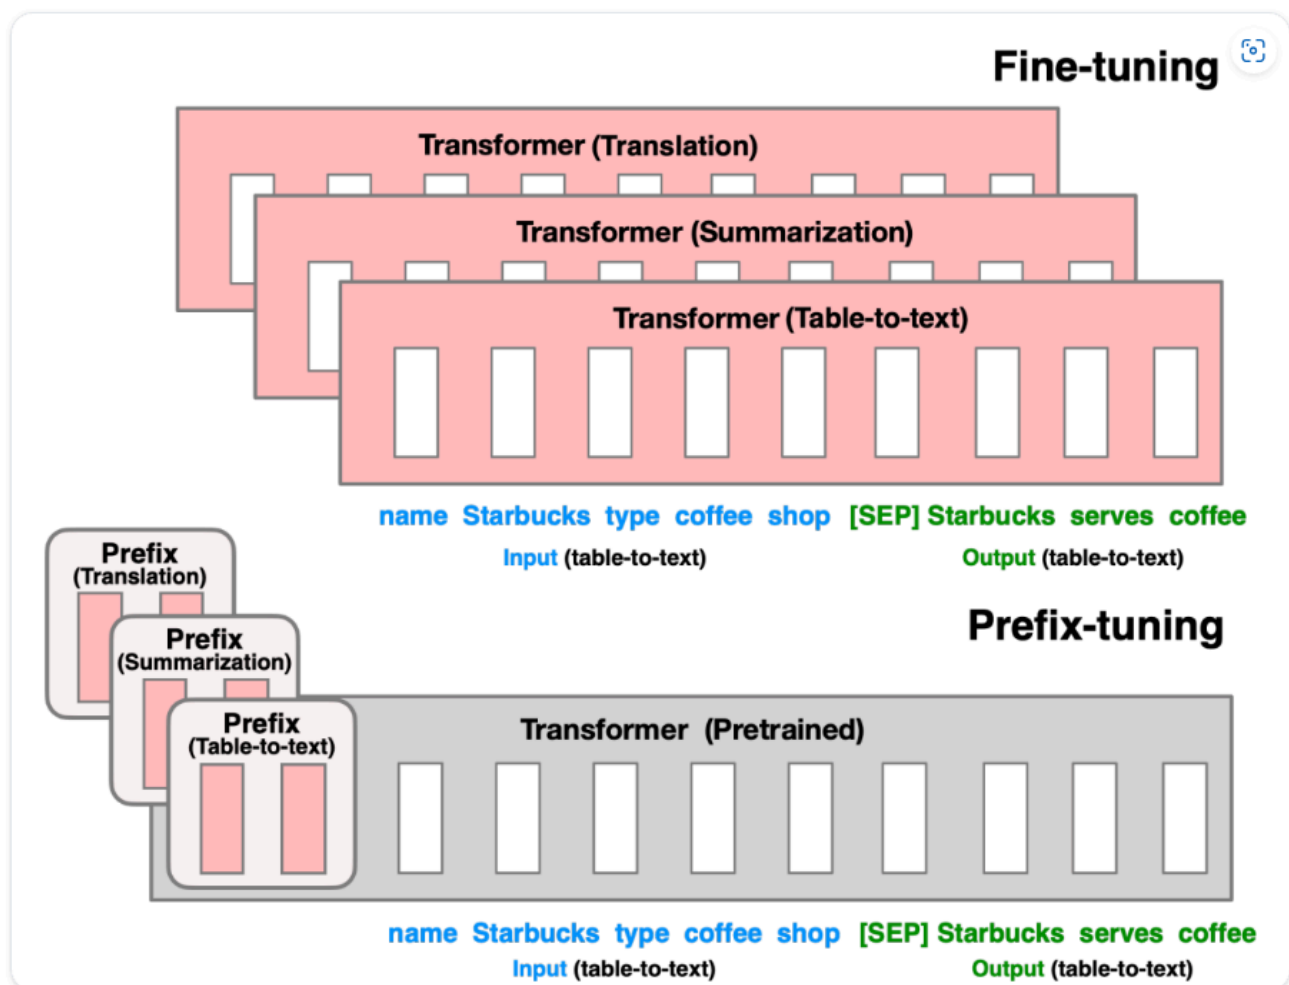 Fine-tuning
Transformer (Translation)
Transformer (Summarization)
Transformer (Table-to-text)
name Starbucks type coffee shop [SEP] Starbucks serves coffee
Input (table-to-text) Output (table-to-text)
Prefix
(Translation)
Prefix-tuning
Prefix
(Summarization)
Prefix
(Table-to-text)
Transformer (Pretrained)
name Starbucks type coffee shop [SEP] Starbucks serves coffee
Input (table-to-text) Output (table-to-text)